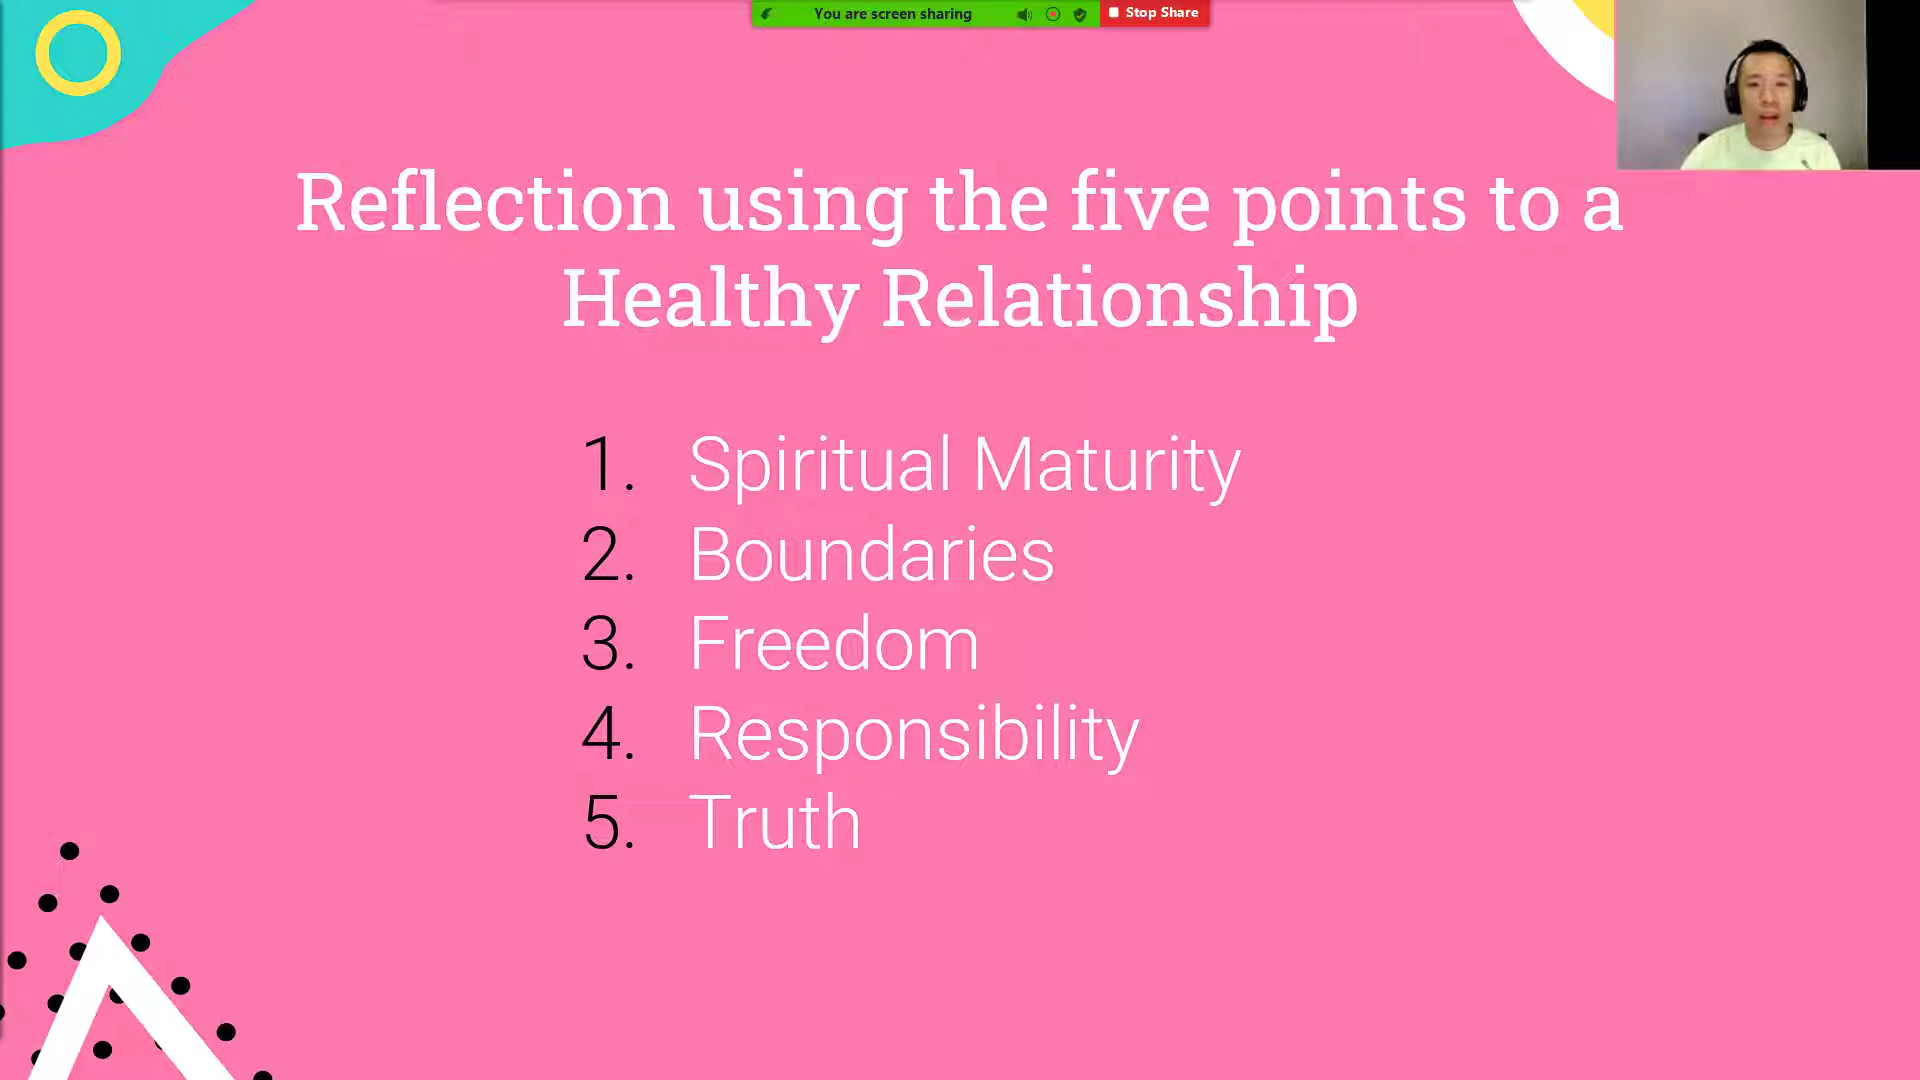 You are screen sharing
Stop Share
Reflection using the five points to a
Healthy Relationship
1. Spiritual Maturity
2. Boundaries
3. Freedom
4. Responsibility
5. Truth